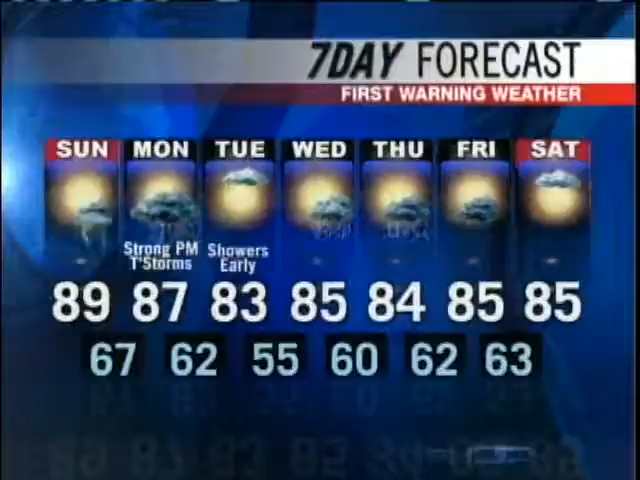 7DAY FORECAST
FIRST WARNING WEATHER
SUN MON TUE WED THU FRI SAT
Strong PM T'Storms
Showers Early
89 87 83 85 84 85 85
67 62 55 60 62 63